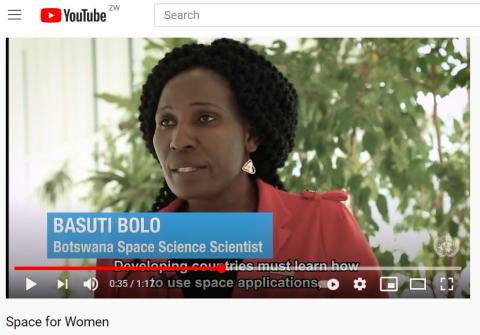 YouTube ZW
Search
BASUTI BOLO
Botswana Space Science Scientist
Developing countries must learn how
to use space applications.
0:35 / 1:17
Space for Women